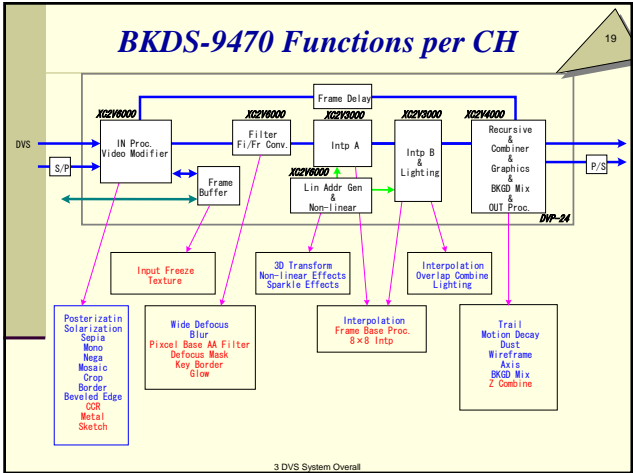 BKDS-9470 Functions per CH
19
Frame Delay
XC2V6000
XC2V6000
XC2V3000
XC2V3000
XC2V4000
DVS
S/P
IN Proc.
Video Modifier
Filter
Fi/Fr Conv.
Intp A
Intp B
&
Lighting
Recursive
&
Combiner
&
Graphics
&
BKGD Mix
&
OUT Proc.
P/S
XC2V6000
Frame
Buffer
Lin Addr Gen
&
Non-linear
DVP-24
Input Freeze
Texture
3D Transform
Non-linear Effects
Sparkle Effects
Interpolation
Overlap Combine
Lighting
Posterizatin
Solarization
Sepia
Mono
Nega
Mosaic
Crop
Border
Beveled Edge
CCR
Metal
Sketch
Wide Defocus
Blur
Pixcel Base AA Filter
Defocus Mask
Key Border
Glow
Interpolation
Frame Base Proc.
8×8 Intp
Trail
Motion Decay
Dust
Wireframe
Axis
BKGD Mix
Z Combine
3 DVS System Overall